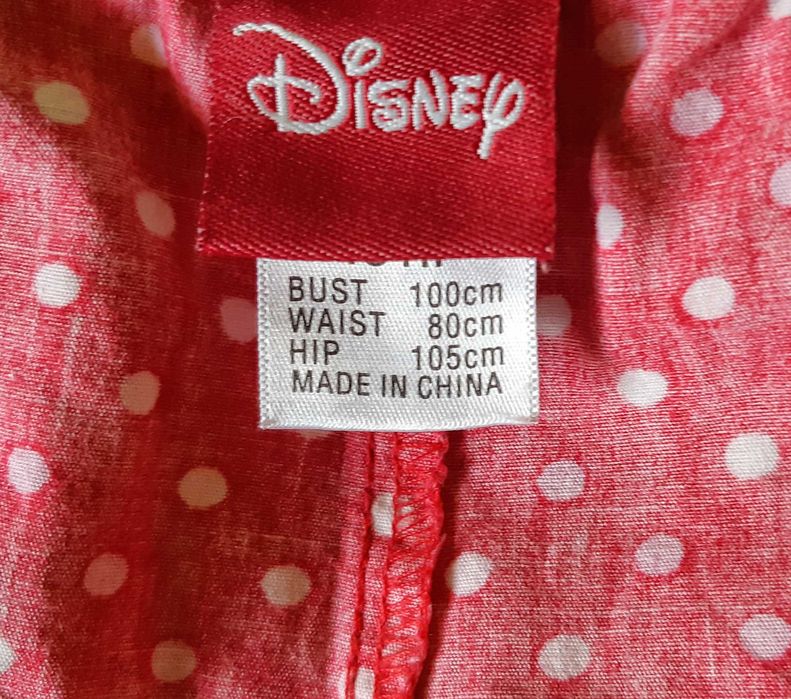 Disney
BUST 100cm
WAIST 80cm
HIP 105cm
MADE IN CHINA